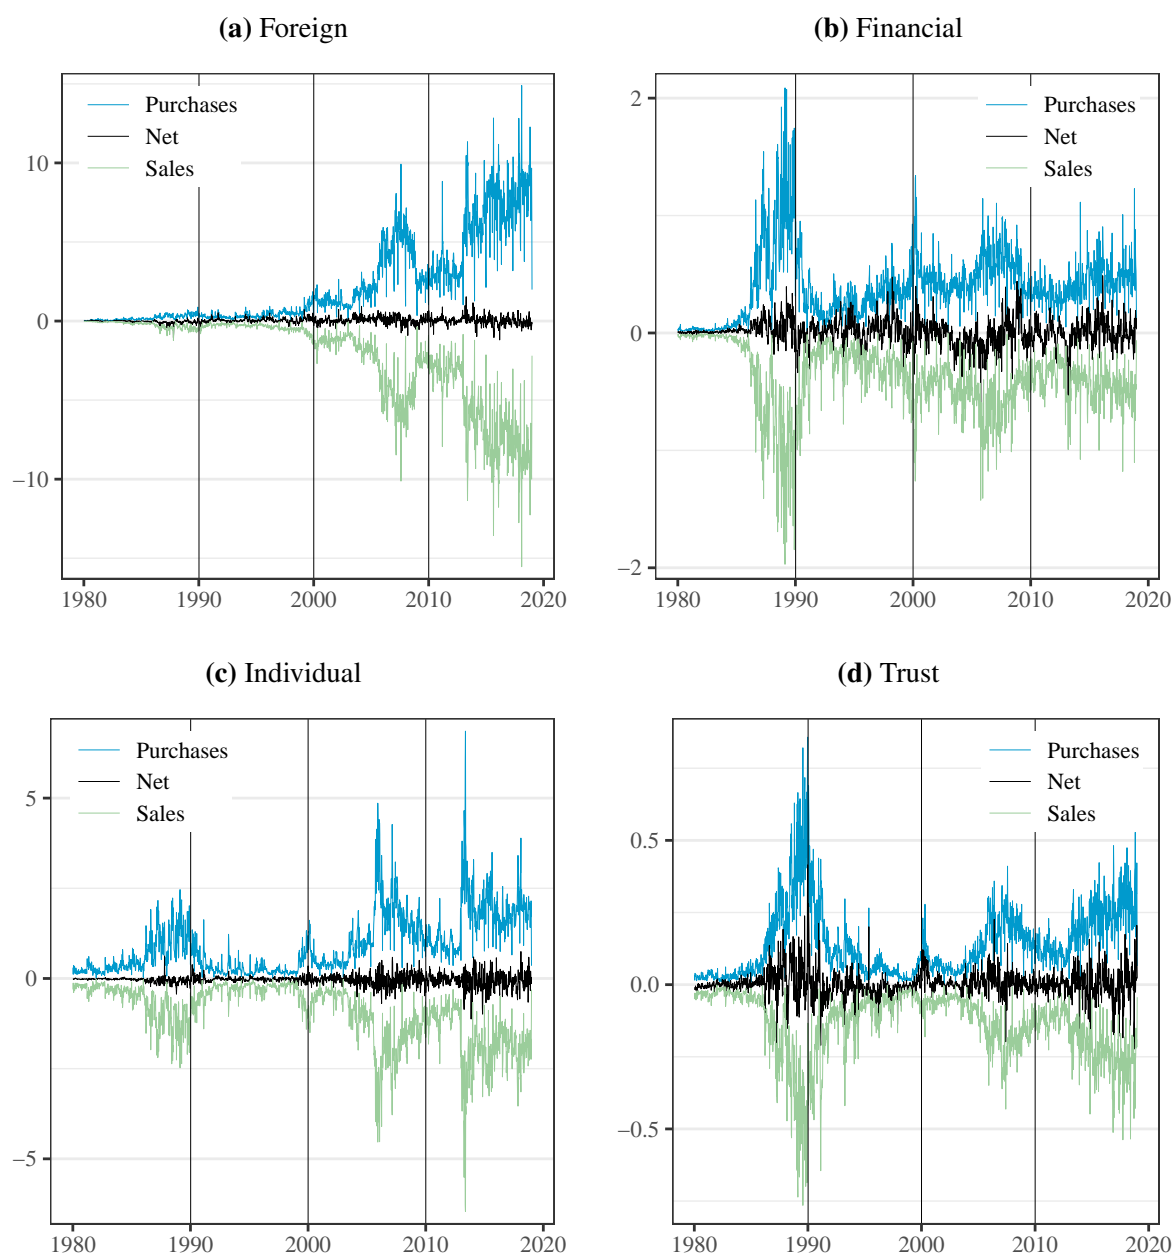 (a) Foreign
Purchases
Net
Sales
10
0
−10
1980 1990 2000 2010 2020
(b) Financial
Purchases
Net
Sales
2
0
−2
1980 1990 2000 2010 2020
(c) Individual
Purchases
Net
Sales
5
0
−5
1980 1990 2000 2010 2020
(d) Trust
Purchases
Net
Sales
0.5
0.0
−0.5
1980 1990 2000 2010 2020